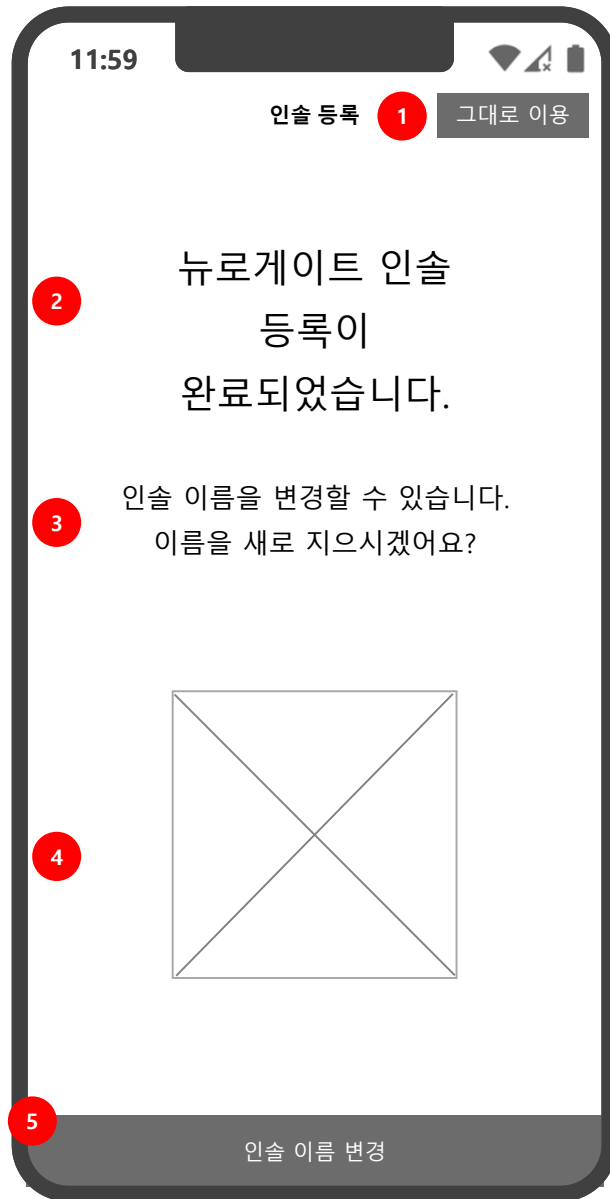 11:59
인솔 등록
1
그대로 이용
뉴로게이트 인솔
2
등록이
완료되었습니다.
인솔 이름을 변경할 수 있습니다.
3
이름을 새로 지으시겠어요?
4
5
인솔 이름 변경